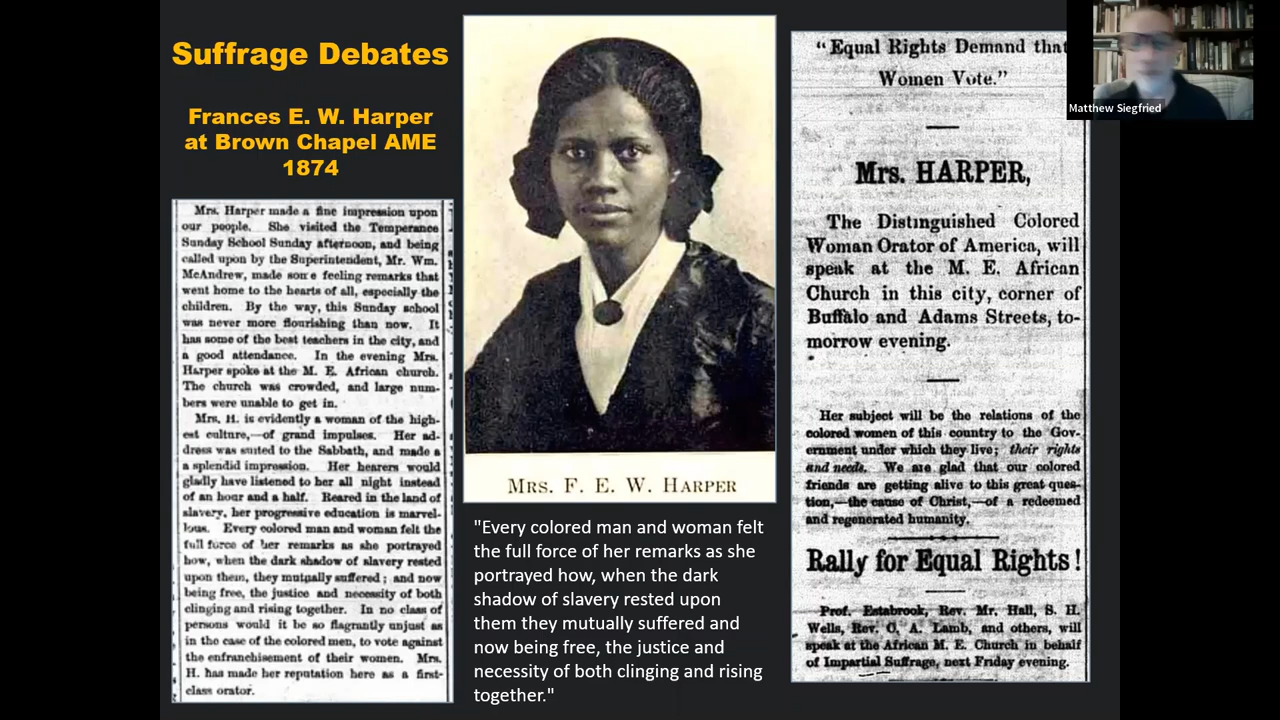 Suffrage Debates
Frances E. W. Harper
at Brown Chapel AME
1874
Mrs. Harper made a fine impression upon
our people. She visited the Temperance
Sunday School Sunday afternoon, and being
called upon by the Superintendent, Mr. Wm.
McAndrew, made some feeling remarks that
went home to the hearts of all, especially the
children. By the way, this Sunday school
was never more flourishing than now. It
has some of the best teachers in the city, and
a good attendance. In the evening Mrs.
Harper spoke at the M. E. African church.
The church was crowded, and large num-
bers were unable to get in.
Mrs. H. is evidently a woman of the high-
est culture,—of grand impulses. Her ad-
dress was suited to the Sabbath, and made a
a splendid impression. Her hearers would
gladly have listened to her all night instead
of an hour and a half. Reared in the land of
slavery, her progressive education is marvel-
lous. Every colored man and woman felt the
full force of her remarks as she portrayed
how, when the dark shadow of slavery rested
upon them, they mutually suffered; and now
being free, the justice and necessity of both
clinging and rising together. In no class of
persons would it be so flagrantly unjust as
in the case of the colored men, to vote against
the enfranchisement of their women. Mrs.
H. has made her reputation here as a first-
class orator.
MRS. F. E. W. HARPER
"Every colored man and woman felt
the full force of her remarks as she
portrayed how, when the dark
shadow of slavery rested upon
them they mutually suffered and
now being free, the justice and
necessity of both clinging and rising
together."
"Equal Rights Demand that
Women Vote."
Mrs. HARPER,
The Distinguished Colored
Woman Orator of America, will
speak at the M. E. African
Church in this city, corner of
Buffalo and Adams Streets, to-
morrow evening.
Her subject will be the relations of the
colored women of this country to the Gov-
ernment under which they live; their rights
and needs. We are glad that our colored
friends are getting alive to this great ques-
tion,—the cause of Christ,—of a redeemed
and regenerated humanity.
Rally for Equal Rights!
Prof. Estabrook, Rev. Mr. Hall, S. H.
Wells, Rev. O. A. Lamb, and others, will
speak at the African M. E. Church in behalf
of Impartial Suffrage, next Friday evening.
Matthew Siegfried